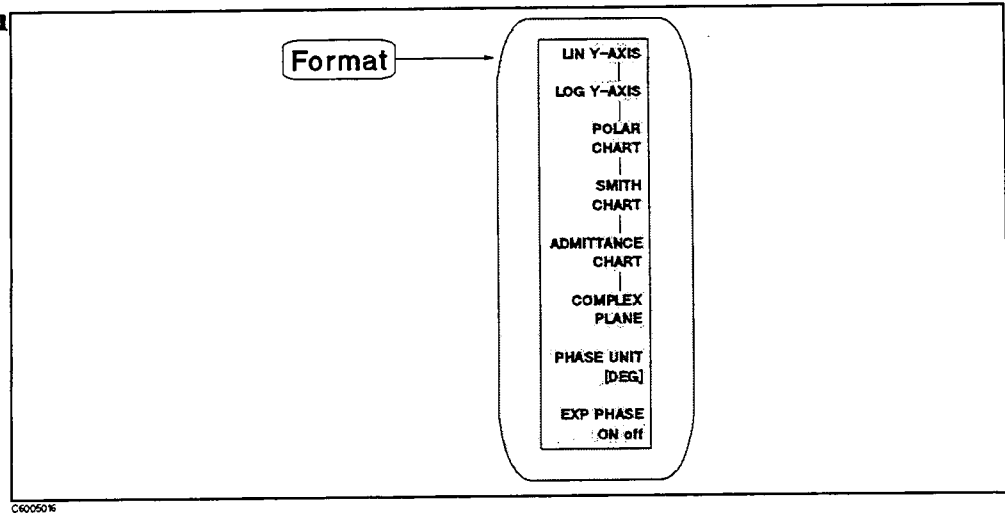 Format
LIN Y-AXIS
LOG Y-AXIS
POLAR
CHART
SMITH
CHART
ADMITTANCE
CHART
COMPLEX
PLANE
PHASE UNIT
[DEG]
EXP PHASE
ON off
C6005016